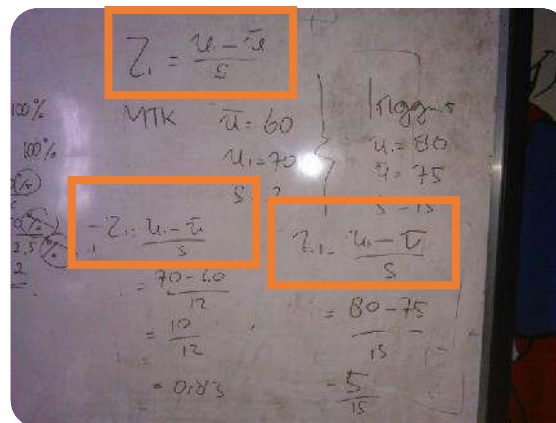 Z₁ = u₁ - ū / s
MTK
ū = 60
u₁ = 70
Z₁ = u₁ - ū / s
= 70 - 60 / 12
= 10 / 12
= 0,83
u₁ = 80
ū = 75
s = 15
Z₁ = u₁ - ū / s
= 80 - 75 / 15
= 5 / 15
100%
100%